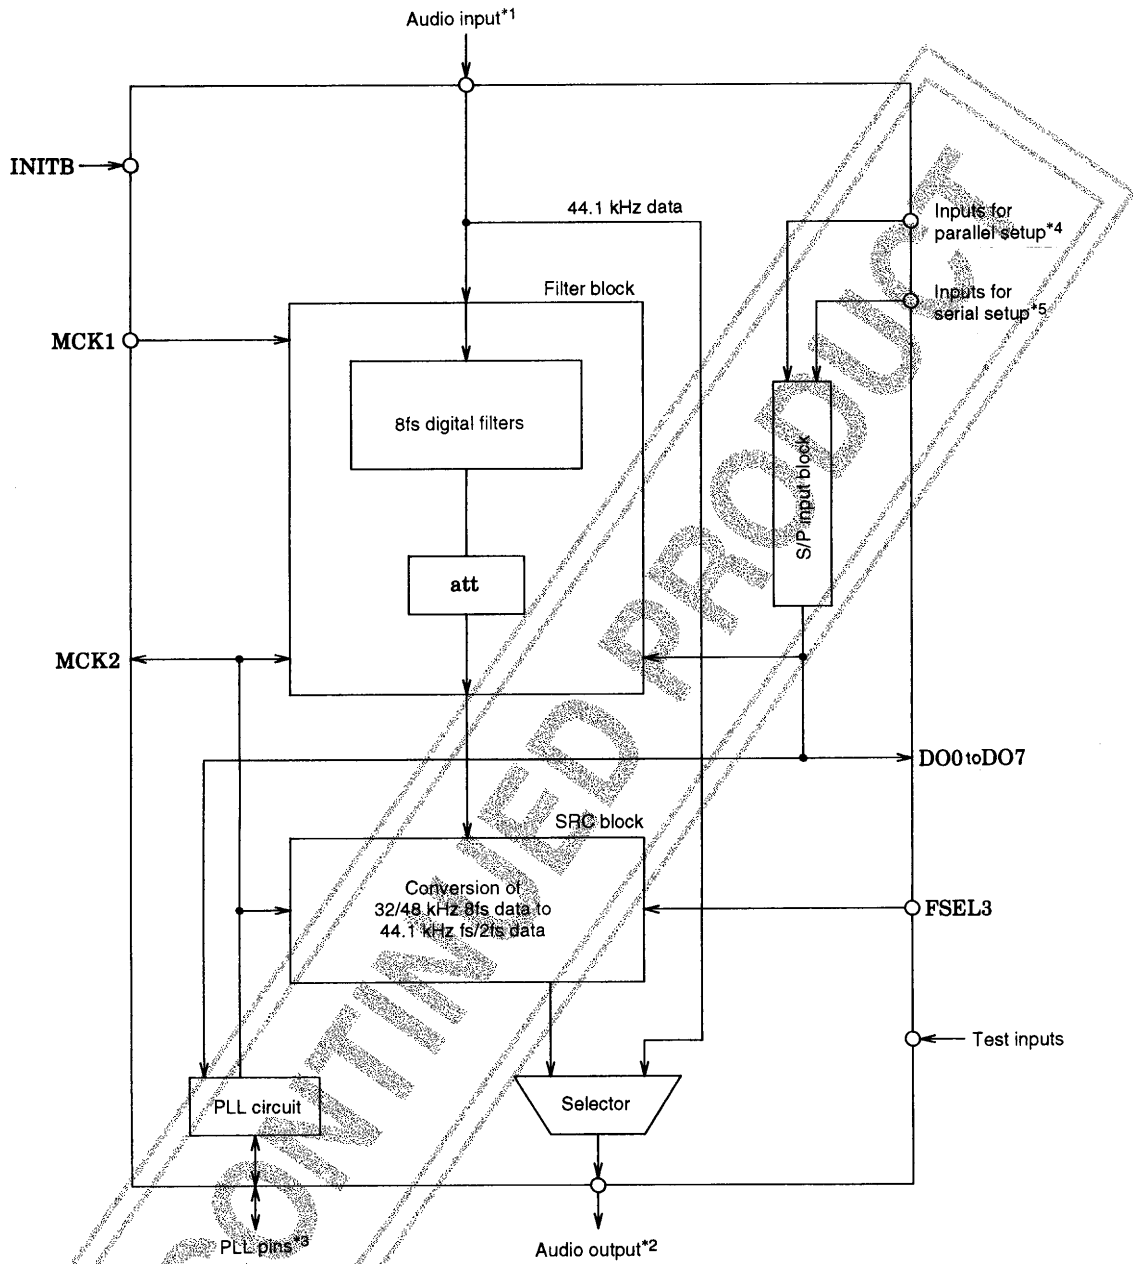 Audio input*1
INITB
44.1 kHz data
Inputs for
parallel setup*4
Filter block
Inputs for
serial setup*5
MCK1
8fs digital filters
S/P input block
att
MCK2
DO0 to DO7
SRC block
Conversion of
32/48 kHz 8fs data to
44.1 kHz fs/2fs data
FSEL3
Test inputs
PLL circuit
Selector
PLL pins*3
Audio output*2
CONTINUED PRODUCT